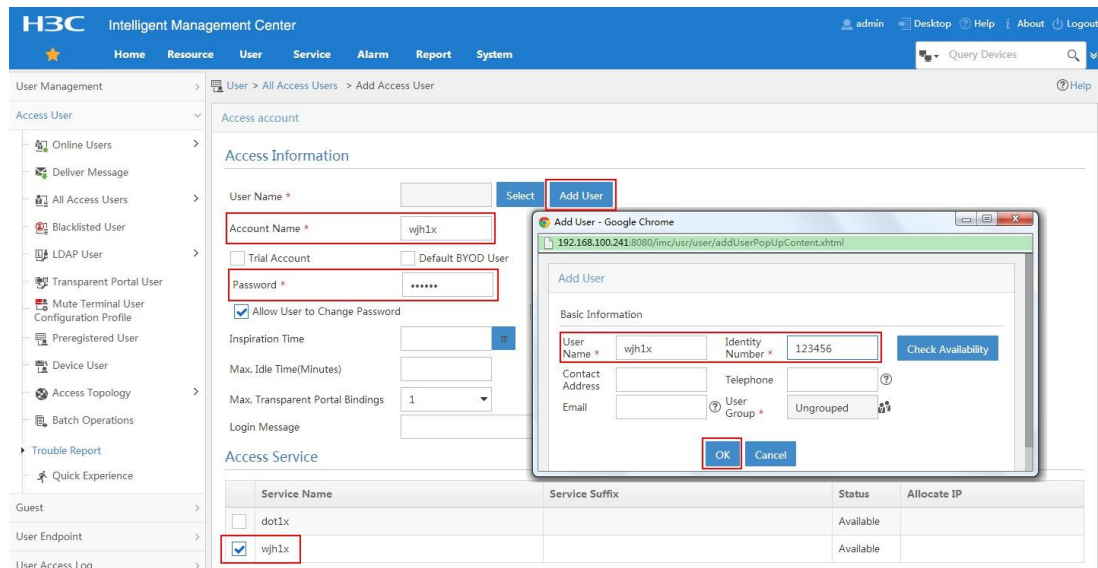 H3C Intelligent Management Center
admin Desktop Help About Logout
Home Resource User Service Alarm Report System
Query Devices
User Management
User > All Access Users > Add Access User
Help
Access User
Access account
Online Users
Deliver Message
All Access Users
Blacklisted User
LDAP User
Transparent Portal User
Mute Terminal User
Configuration Profile
Preregistered User
Device User
Access Topology
Batch Operations
Trouble Report
Quick Experience
Guest
User Endpoint
User Access Log
Access Information
User Name * Select Add User
Account Name * wjh1x
Trial Account Default BYOD User
Password * ••••••
Allow User to Change Password
Inspiration Time
Max. Idle Time(Minutes)
Max. Transparent Portal Bindings 1
Login Message
Add User - Google Chrome
192.168.100.241:8080/imc/usr/user/addUserPopUpContent.xhtml
Add User
Basic Information
User Name * wjh1x Identity Number * 123456 Check Availability
Contact Address Telephone
Email User Group * Ungrouped
OK Cancel
Access Service
Service Name Service Suffix Status Allocate IP
dot1x Available
wjh1x Available